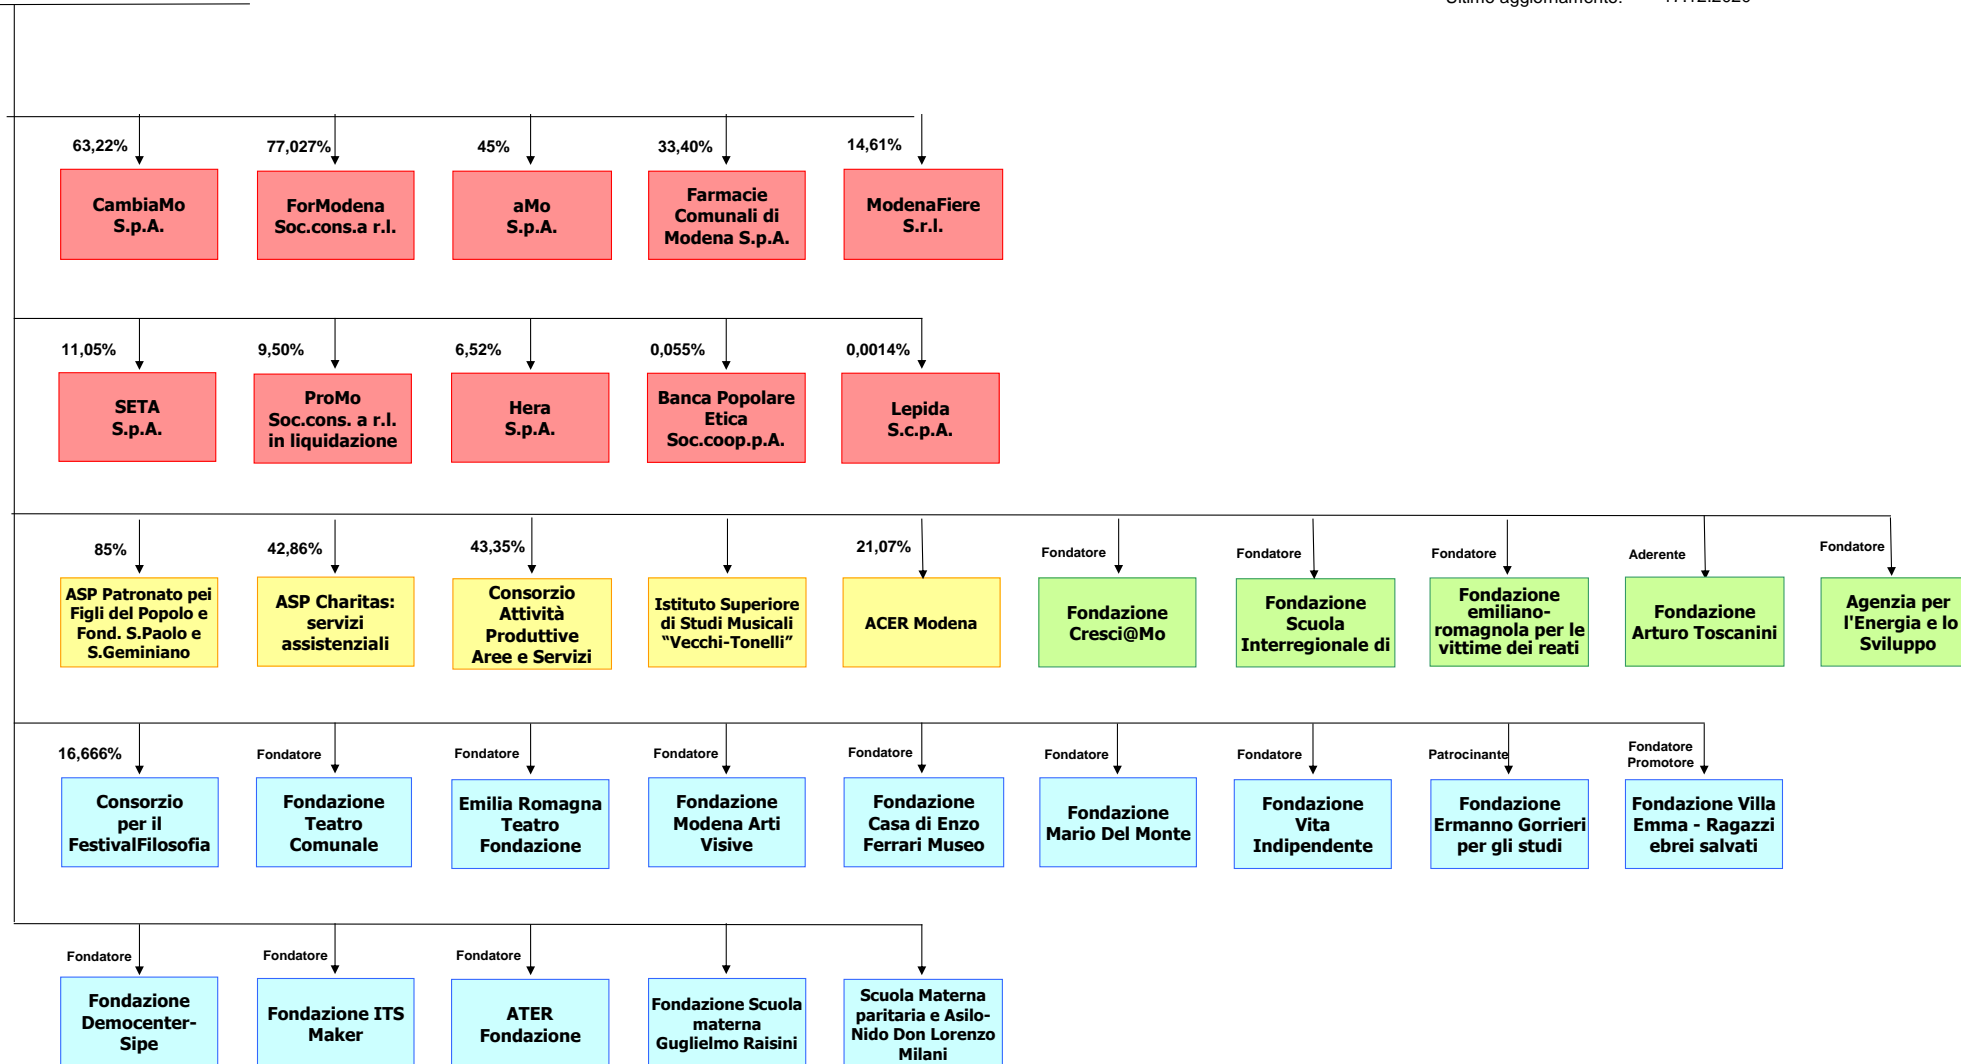 Ultimo aggiornamento: 17.12.2020
63,22%
77,027%
45%
33,40%
14,61%
CambiaMo
S.p.A.
ForModena
Soc.cons.a r.l.
aMo
S.p.A.
Farmacie
Comunali di
Modena S.p.A.
ModenaFiere
S.r.l.
11,05%
9,50%
6,52%
0,055%
0,0014%
SETA
S.p.A.
ProMo
Soc.cons. a r.l.
in liquidazione
Hera
S.p.A.
Banca Popolare
Etica
Soc.coop.p.A.
Lepida
S.c.p.A.
85%
42,86%
43,35%
21,07%
Fondatore
Fondatore
Fondatore
Aderente
Fondatore
ASP Patronato pei
Figli del Popolo e
Fond. S.Paolo e
S.Geminiano
ASP Charitas:
servizi
assistenziali
Consorzio
Attività
Produttive
Aree e Servizi
Istituto Superiore
di Studi Musicali
“Vecchi-Tonelli”
ACER Modena
Fondazione
Cresci@Mo
Fondazione
Scuola
Interregionale di
Fondazione
emiliano-
romagnola per le
vittime dei reati
Fondazione
Arturo Toscanini
Agenzia per
l'Energia e lo
Sviluppo
16,666%
Fondatore
Fondatore
Fondatore
Fondatore
Fondatore
Fondatore
Patrocinante
Fondatore
Promotore
Consorzio
per il
FestivalFilosofia
Fondazione
Teatro
Comunale
Emilia Romagna
Teatro
Fondazione
Fondazione
Modena Arti
Visive
Fondazione
Casa di Enzo
Ferrari Museo
Fondazione
Mario Del Monte
Fondazione
Vita
Indipendente
Fondazione
Ermanno Gorrieri
per gli studi
Fondazione Villa
Emma - Ragazzi
ebrei salvati
Fondatore
Fondatore
Fondatore
Fondazione
Democenter-
Sipe
Fondazione ITS
Maker
ATER
Fondazione
Fondazione Scuola
materna
Guglielmo Raisini
Scuola Materna
paritaria e Asilo-
Nido Don Lorenzo
Milani